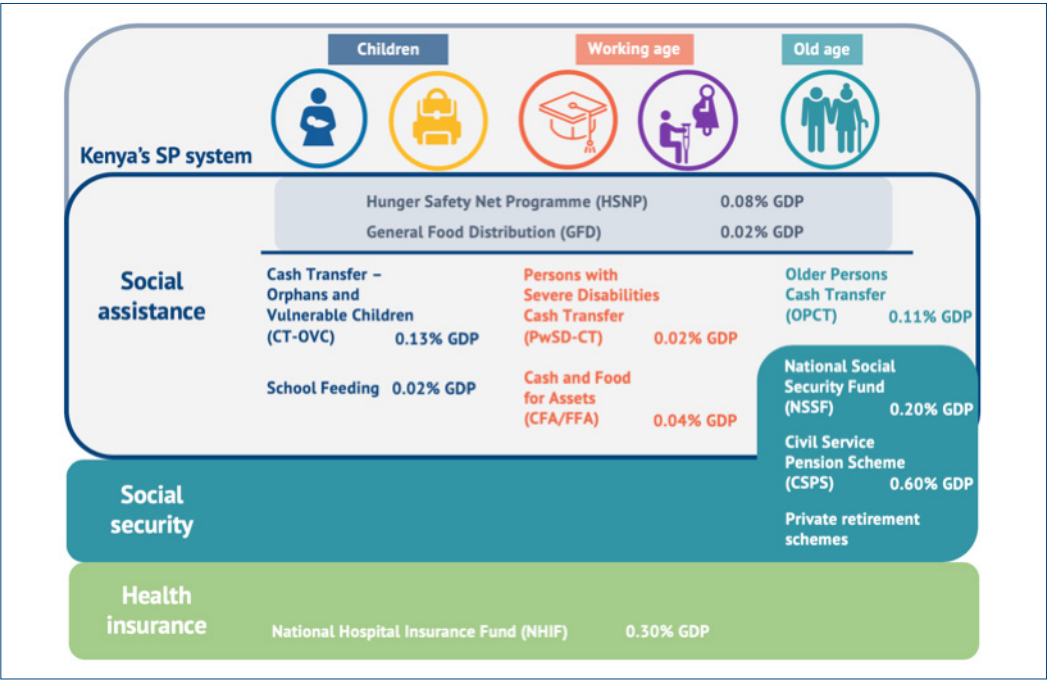 Children
Working age
Old age
Kenya's SP system
Hunger Safety Net Programme (HSNP) 0.08% GDP
General Food Distribution (GFD) 0.02% GDP
Social
assistance
Cash Transfer –
Orphans and
Vulnerable Children
(CT-OVC) 0.13% GDP
School Feeding 0.02% GDP
Persons with
Severe Disabilities
Cash Transfer
(PwSD-CT) 0.02% GDP
Cash and Food
for Assets
(CFA/FFA) 0.04% GDP
Older Persons
Cash Transfer
(OPCT) 0.11% GDP
National Social
Security Fund
(NSSF) 0.20% GDP
Civil Service
Pension Scheme
(CSPS) 0.60% GDP
Private retirement
schemes
Social
security
Health
insurance
National Hospital Insurance Fund (NHIF) 0.30% GDP